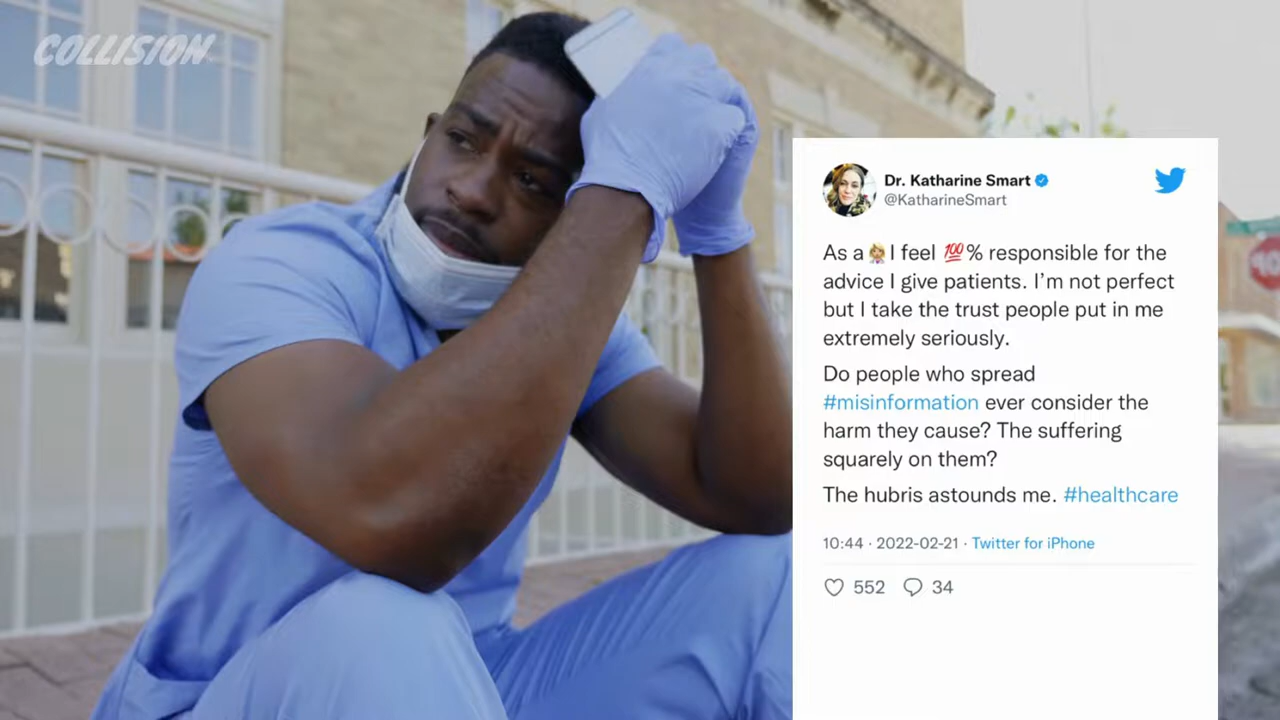 COLLISION
Dr. Katharine Smart
@KatharineSmart
As a 👩🏼‍⚕️ I feel 💯% responsible for the
advice I give patients. I'm not perfect
but I take the trust people put in me
extremely seriously.
Do people who spread
#misinformation ever consider the
harm they cause? The suffering
squarely on them?
The hubris astounds me. #healthcare
10:44 · 2022-02-21 · Twitter for iPhone
552 34